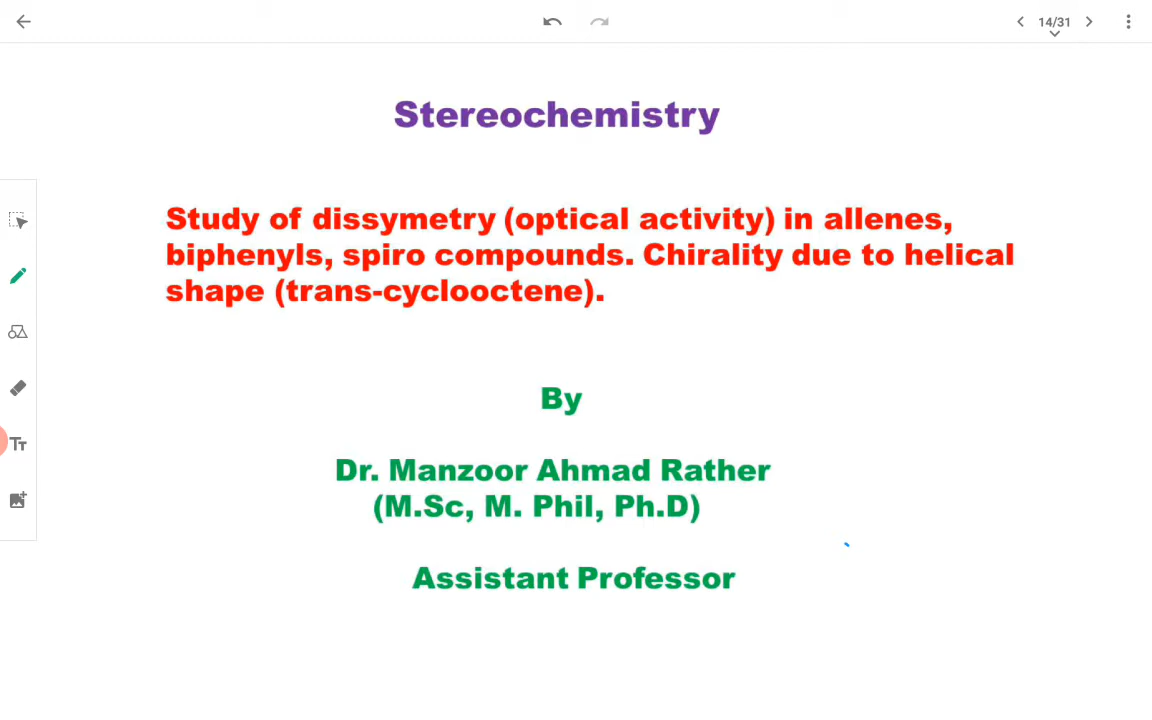 14/31
Stereochemistry
Study of dissymetry (optical activity) in allenes,
biphenyls, spiro compounds. Chirality due to helical
shape (trans-cyclooctene).
By
Dr. Manzoor Ahmad Rather
(M.Sc, M. Phil, Ph.D)
Assistant Professor
Tт